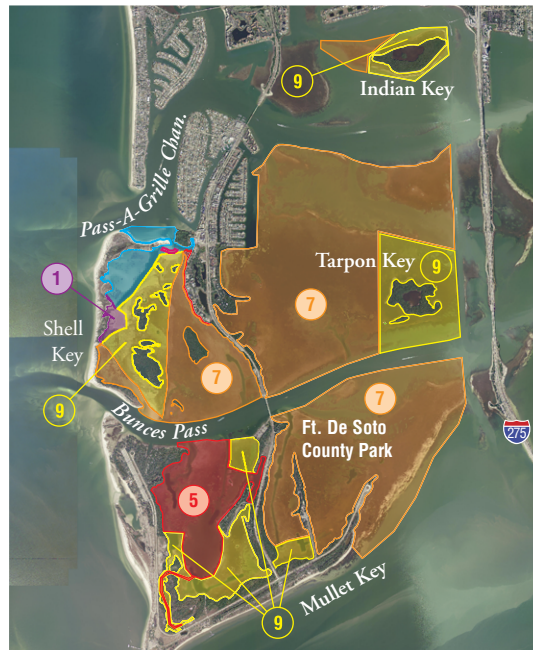 9
Indian Key
Pass-A-Grille Chan.
Tarpon Key
9
1
7
Shell
Key
7
7
9
Bunces Pass
Ft. De Soto
County Park
275
5
Mullet Key
9